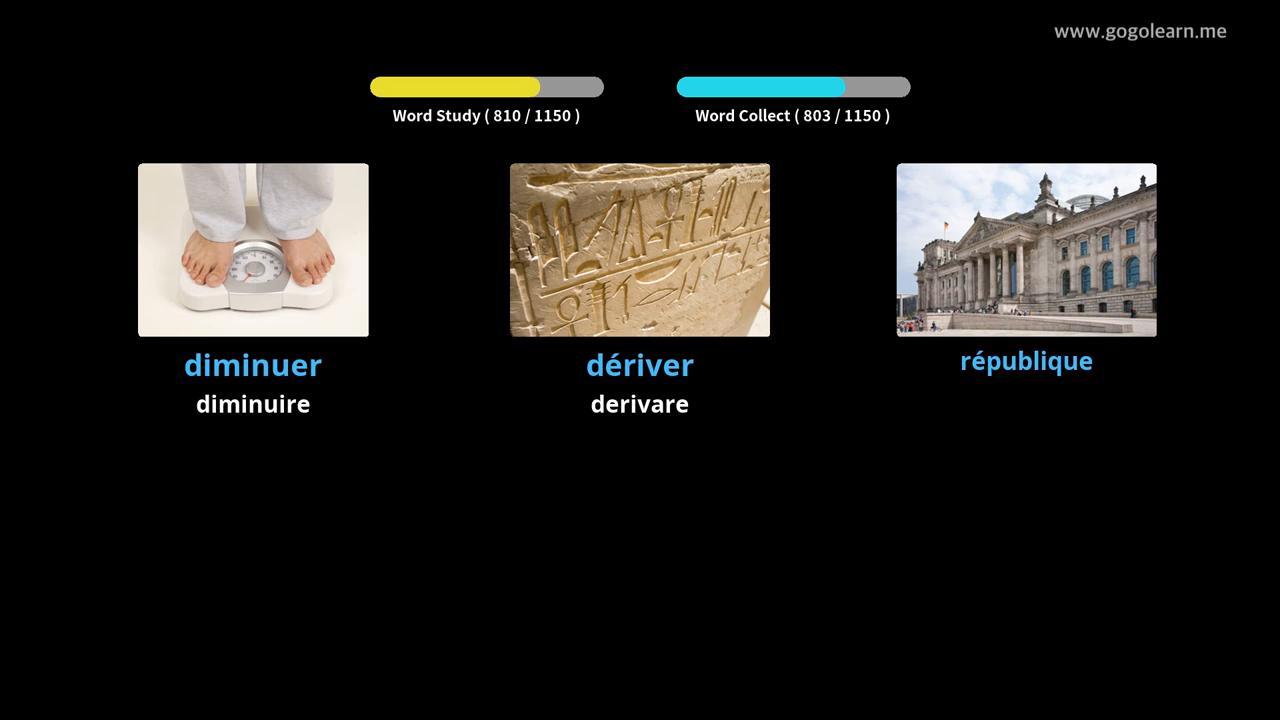 www.gogolearn.me
Word Study ( 810 / 1150 )
Word Collect ( 803 / 1150 )
diminuer
diminuire
dériver
derivare
république